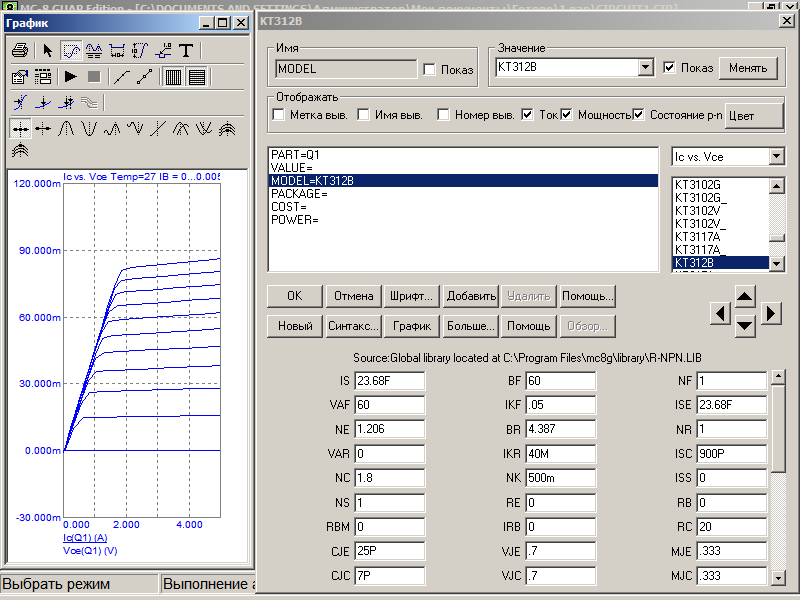 MC-8 GUAP Edition - [C:\DOCUMENTS AND SETTINGS\
График
KT312B
Имя
MODEL
Показ
Значение
KT312B
Показ
Менять
Отображать
Метка выв.
Имя выв.
Номер выв.
Ток
Мощность
Состояние p-n
Цвет
PART=Q1
VALUE=
MODEL=KT312B
PACKAGE=
COST=
POWER=
Ic vs. Vce
KT3102G
KT3102G_
KT3102V
KT3102V_
KT3117A
KT3117A_
KT312B
OK
Отмена
Шрифт...
Добавить
Удалить
Помощь...
Новый
Синтакс...
График
Больше...
Помощь
Обзор...
Source:Global library located at C:\Program Files\mc8g\library\R-NPN.LIB
IS 23.68F BF 60 NF 1
VAF 60 IKF .05 ISE 23.68F
NE 1.206 BR 4.387 NR 1
VAR 0 IKR 40M ISC 900P
NC 1.8 NK 500m ISS 0
NS 1 RE 0 RB 0
RBM 0 IRB 0 RC 20
CJE 25P VJE .7 MJE .333
CJC 7P VJC .7 MJC .333
Ic vs. Vce Temp=27 IB = 0...0.005
120.000m
90.000m
60.000m
30.000m
0.000m
-30.000m
0.000 2.000 4.000
Ic(Q1) (A)
Vce(Q1) (V)
Выбрать режим
Выполнение